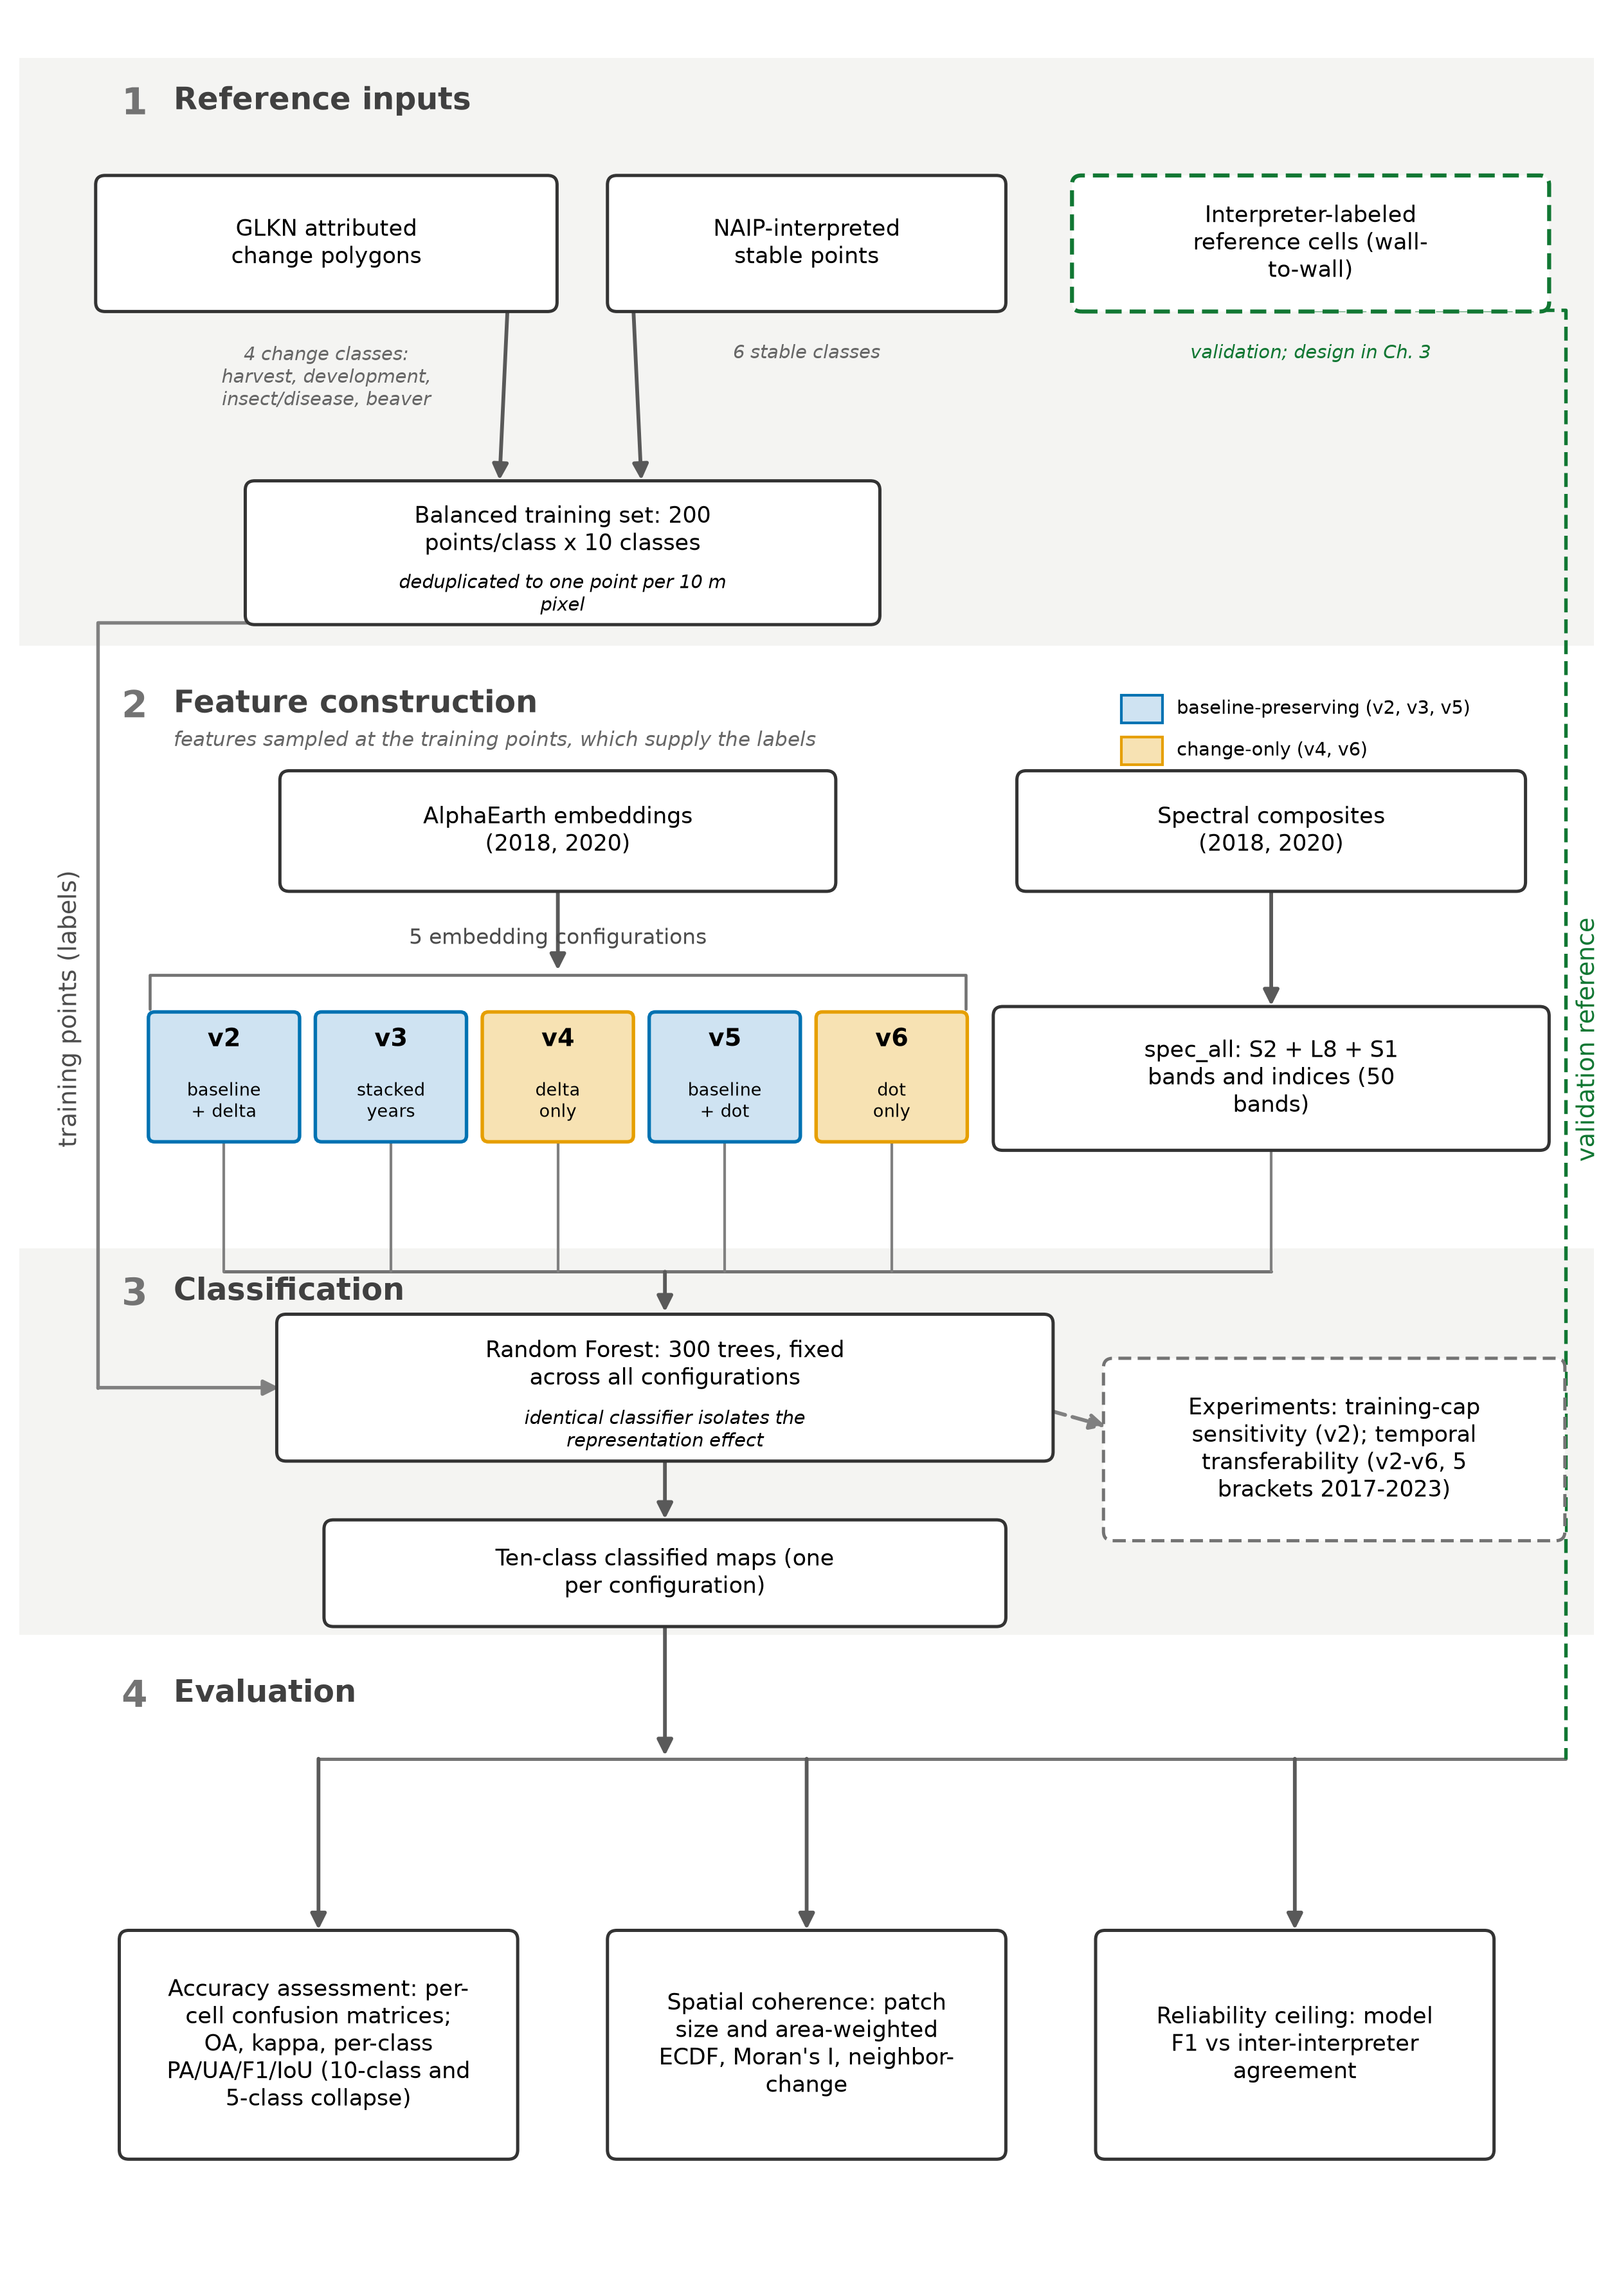 1 Reference inputs
GLKN attributed
change polygons
NAIP-interpreted
stable points
Interpreter-labeled
reference cells (wall-
to-wall)
4 change classes:
harvest, development,
insect/disease, beaver
6 stable classes
validation; design in Ch. 3
Balanced training set: 200
points/class x 10 classes
deduplicated to one point per 10 m
pixel
2 Feature construction
features sampled at the training points, which supply the labels
baseline-preserving (v2, v3, v5)
change-only (v4, v6)
AlphaEarth embeddings
(2018, 2020)
Spectral composites
(2018, 2020)
5 embedding configurations
training points (labels)
validation reference
v2
baseline
+ delta
v3
stacked
years
v4
delta
only
v5
baseline
+ dot
v6
dot
only
spec_all: S2 + L8 + S1
bands and indices (50
bands)
3 Classification
Random Forest: 300 trees, fixed
across all configurations
identical classifier isolates the
representation effect
Experiments: training-cap
sensitivity (v2); temporal
transferability (v2-v6, 5
brackets 2017-2023)
Ten-class classified maps (one
per configuration)
4 Evaluation
Accuracy assessment: per-
cell confusion matrices;
OA, kappa, per-class
PA/UA/F1/IoU (10-class and
5-class collapse)
Spatial coherence: patch
size and area-weighted
ECDF, Moran's I, neighbor-
change
Reliability ceiling: model
F1 vs inter-interpreter
agreement